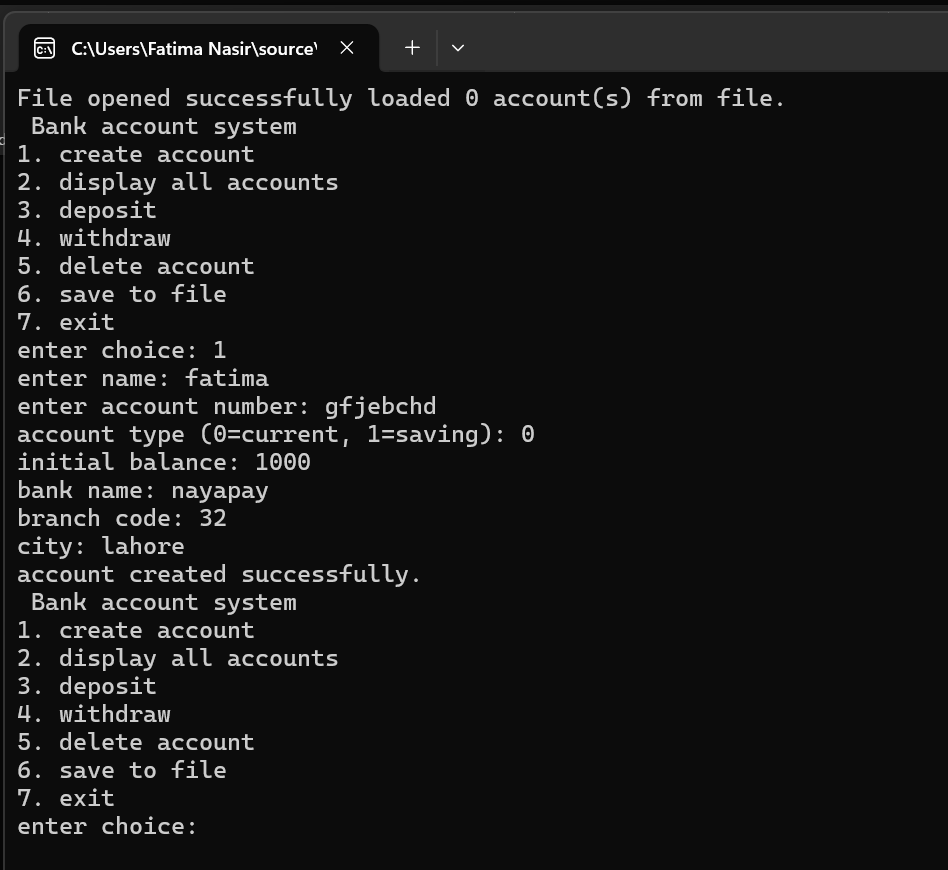 C:\Users\Fatima Nasir\source\
File opened successfully loaded 0 account(s) from file.
Bank account system
1. create account
2. display all accounts
3. deposit
4. withdraw
5. delete account
6. save to file
7. exit
enter choice: 1
enter name: fatima
enter account number: gfjebchd
account type (0=current, 1=saving): 0
initial balance: 1000
bank name: nayapay
branch code: 32
city: lahore
account created successfully.
Bank account system
1. create account
2. display all accounts
3. deposit
4. withdraw
5. delete account
6. save to file
7. exit
enter choice: